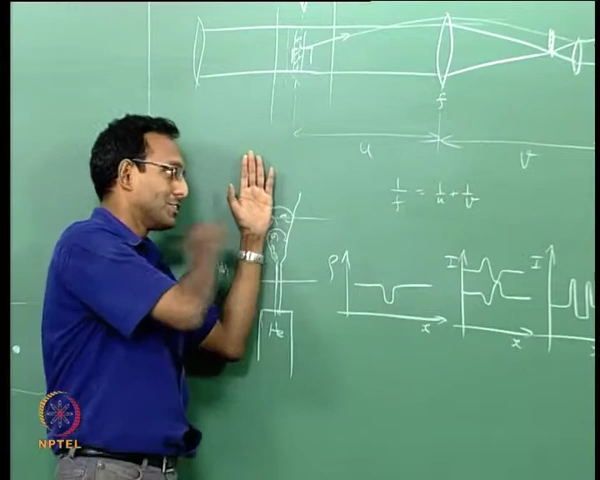 f
u
v
1/f = 1/u + 1/v
ρ
I
I
x
x
He
NPTEL